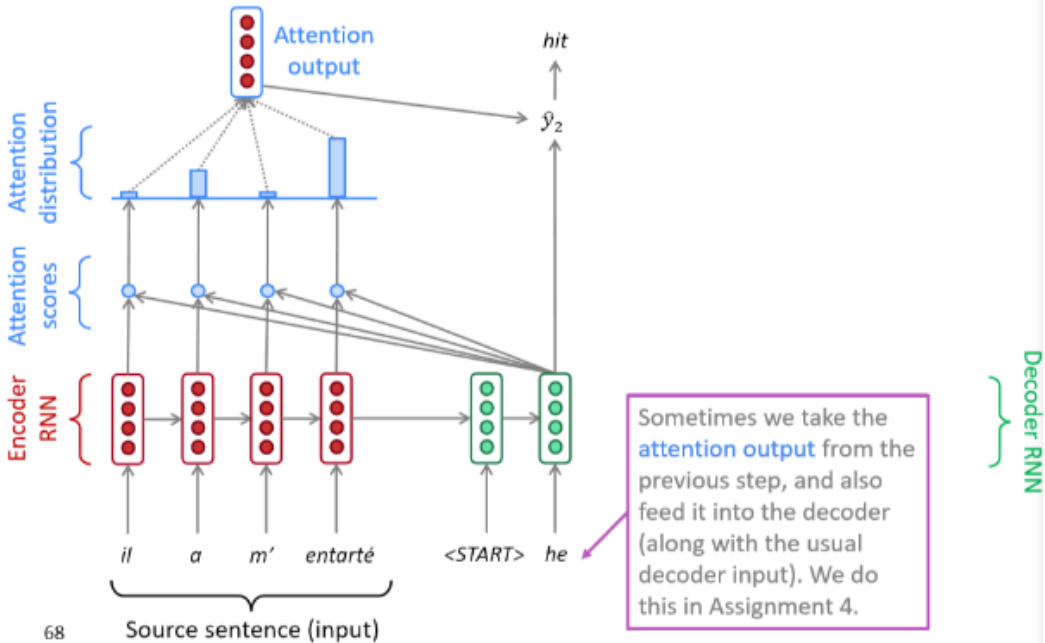 Attention
output
hit
ŷ₂
Attention
distribution
Attention
scores
Encoder
RNN
Decoder RNN
Sometimes we take the
attention output from the
previous step, and also
feed it into the decoder
(along with the usual
decoder input). We do
this in Assignment 4.
il a m’ entarté <START> he
Source sentence (input)
68